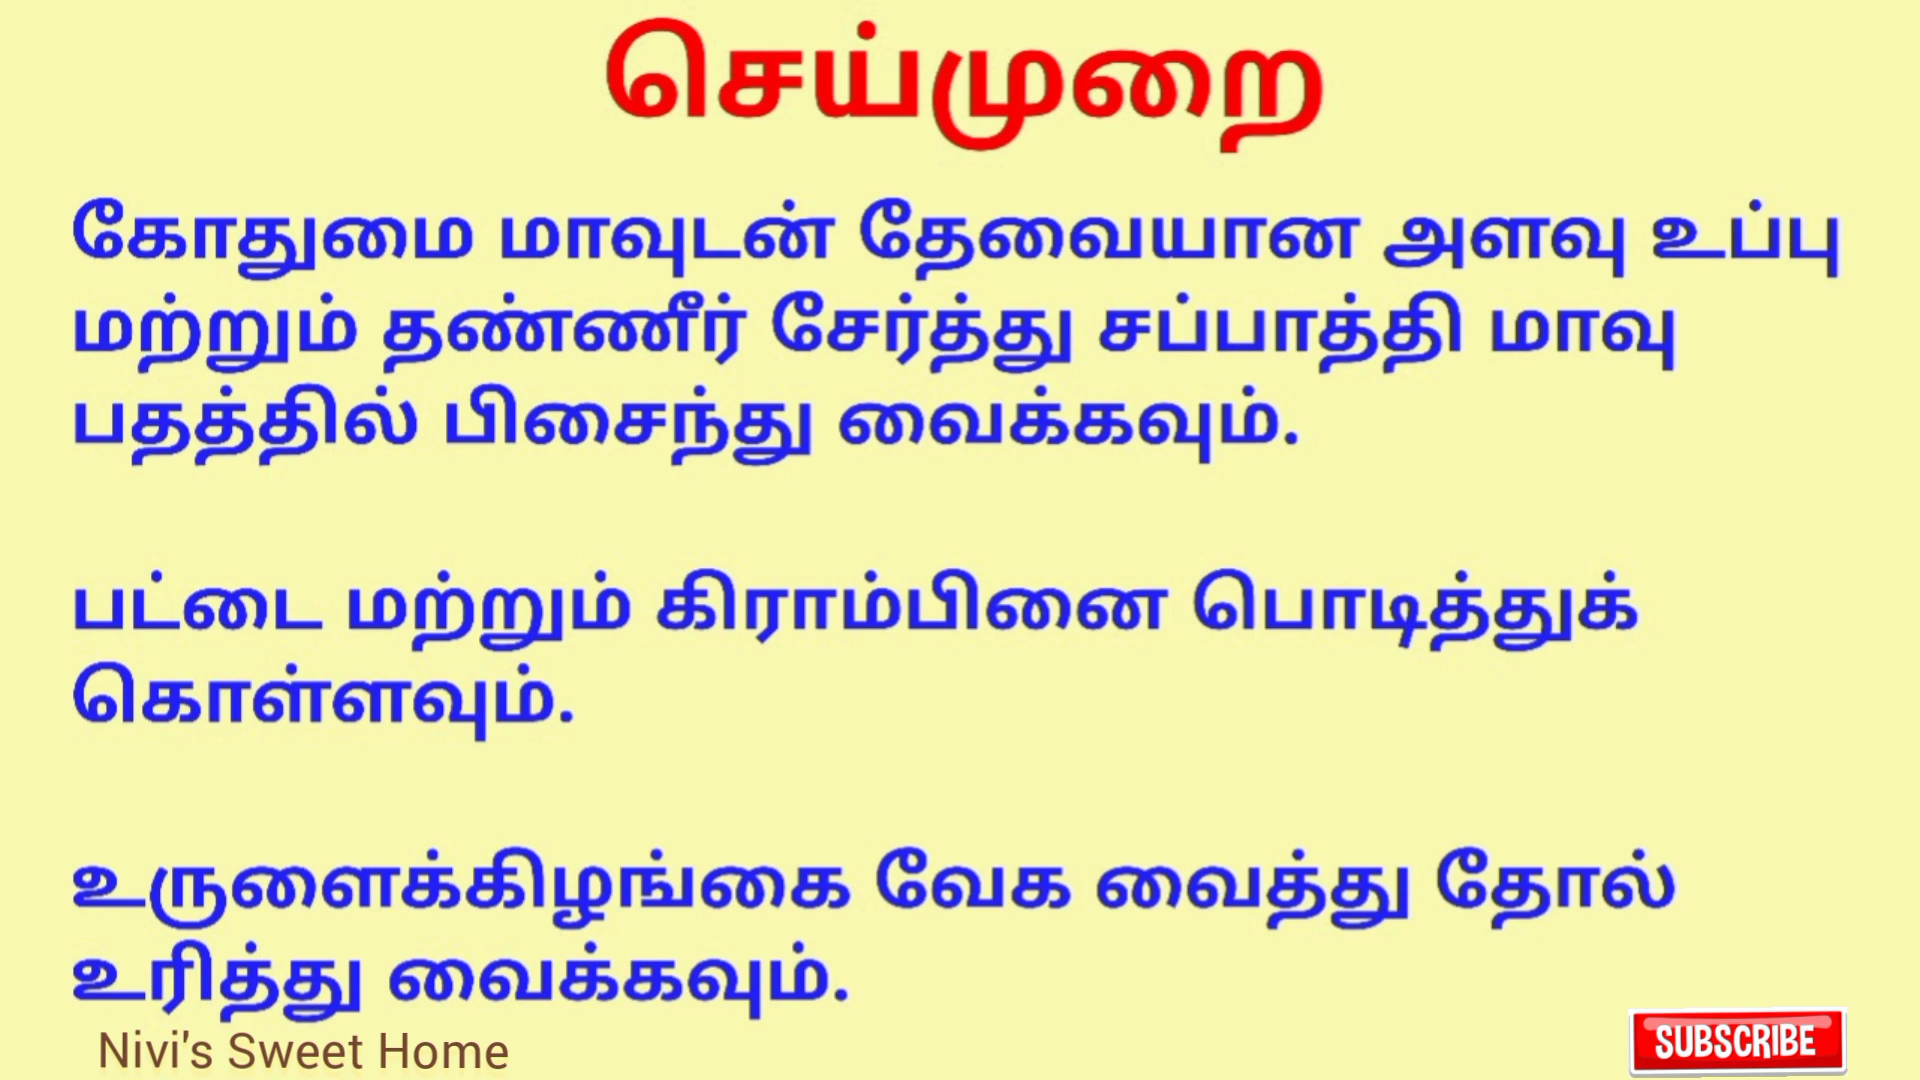 செய்முறை
கோதுமை மாவுடன் தேவையான அளவு உப்பு
மற்றும் தண்ணீர் சேர்த்து சப்பாத்தி மாவு
பதத்தில் பிசைந்து வைக்கவும்.
பட்டை மற்றும் கிராம்பினை பொடித்துக்
கொள்ளவும்.
உருளைக்கிழங்கை வேக வைத்து தோல்
உரித்து வைக்கவும்.
Nivi's Sweet Home
SUBSCRIBE